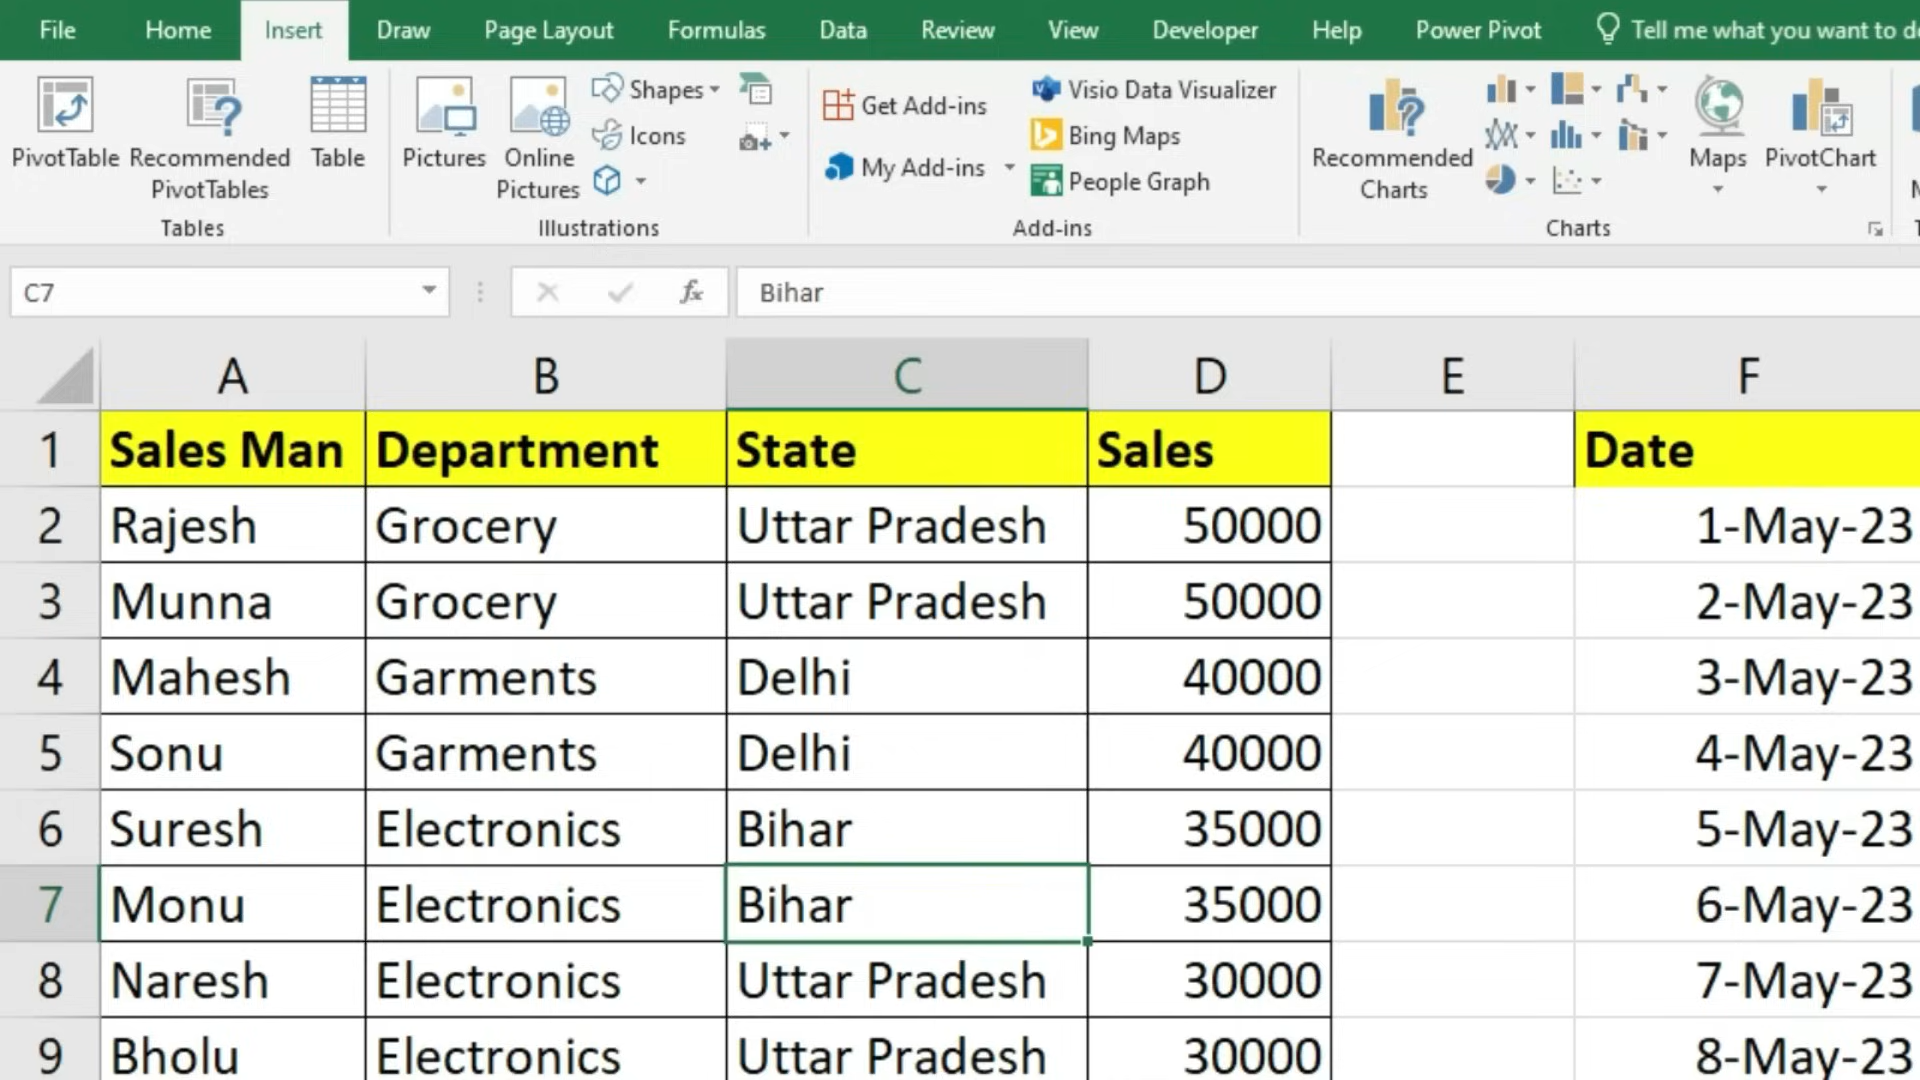 File Home Insert Draw Page Layout Formulas Data Review View Developer Help Power Pivot Tell me what you want to
PivotTable
Recommended
PivotTables
Table
Tables
Pictures
Online
Pictures
Shapes
Icons
Illustrations
Get Add-ins
My Add-ins
Visio Data Visualizer
Bing Maps
People Graph
Add-ins
Recommended
Charts
Maps
PivotChart
Charts
C7 fx Bihar
A B C D E F
1 Sales Man Department State Sales Date
2 Rajesh Grocery Uttar Pradesh 50000 1-May-23
3 Munna Grocery Uttar Pradesh 50000 2-May-23
4 Mahesh Garments Delhi 40000 3-May-23
5 Sonu Garments Delhi 40000 4-May-23
6 Suresh Electronics Bihar 35000 5-May-23
7 Monu Electronics Bihar 35000 6-May-23
8 Naresh Electronics Uttar Pradesh 30000 7-May-23
9 Bholu Electronics Uttar Pradesh 30000 8-May-23